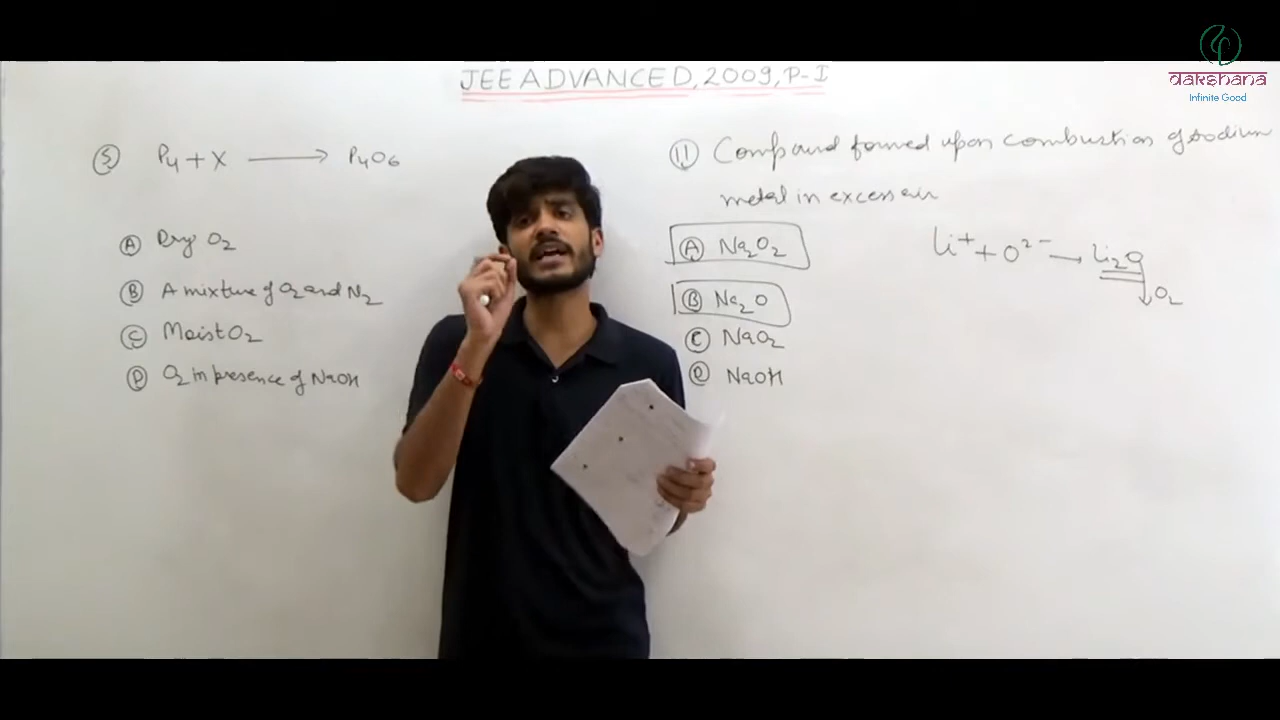 JEE ADVANCED, 2009, P-I
dakshana
Infinite Good
⑤ P4 + X ⟶ P4O6
Ⓐ Dry O2
Ⓑ A mixture of O2 and N2
Ⓒ Moist O2
Ⓓ O2 in presence of NaOH
⑪ Compound formed upon combustion of sodium
metal in excess air
Ⓐ Na2O2
Ⓑ Na2O
Ⓒ NaO2
Ⓓ NaOH
Li+ + O2- ⟶ Li2O
O2